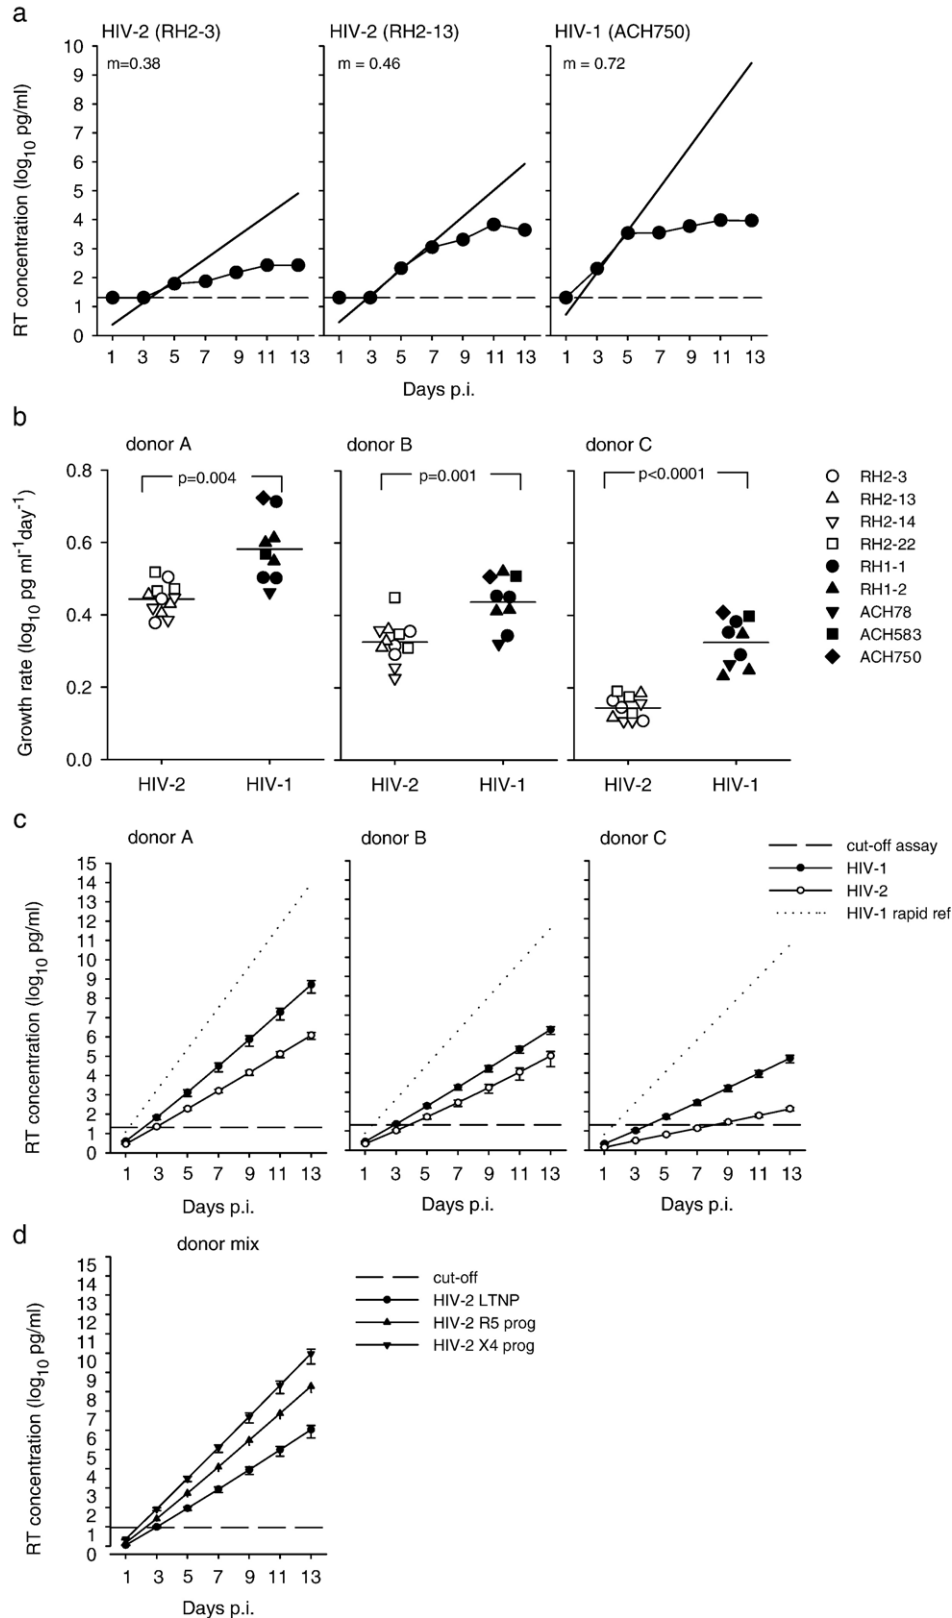 a
HIV-2 (RH2-3)
HIV-2 (RH2-13)
HIV-1 (ACH750)
m=0.38
m = 0.46
m = 0.72
RT concentration (log10 pg/ml)
10
9
8
7
6
5
4
3
2
1
0
1 3 5 7 9 11 13
1 3 5 7 9 11 13
1 3 5 7 9 11 13
Days p.i.
b
donor A
donor B
donor C
p=0.004
p=0.001
p<0.0001
Growth rate (log10 pg ml-1day-1)
0.8
0.6
0.4
0.2
0.0
HIV-2 HIV-1
HIV-2 HIV-1
HIV-2 HIV-1
RH2-3
RH2-13
RH2-14
RH2-22
RH1-1
RH1-2
ACH78
ACH583
ACH750
c
donor A
donor B
donor C
cut-off assay
HIV-1
HIV-2
HIV-1 rapid ref
RT concentration (log10 pg/ml)
15
14
13
12
11
10
9
8
7
6
5
4
3
2
1
0
1 3 5 7 9 11 13
1 3 5 7 9 11 13
1 3 5 7 9 11 13
Days p.i.
Days p.i.
Days p.i.
d
donor mix
cut-off
HIV-2 LTNP
HIV-2 R5 prog
HIV-2 X4 prog
RT concentration (log10 pg/ml)
15
14
13
12
11
10
9
8
7
6
5
4
3
2
1
0
1 3 5 7 9 11 13
Days p.i.